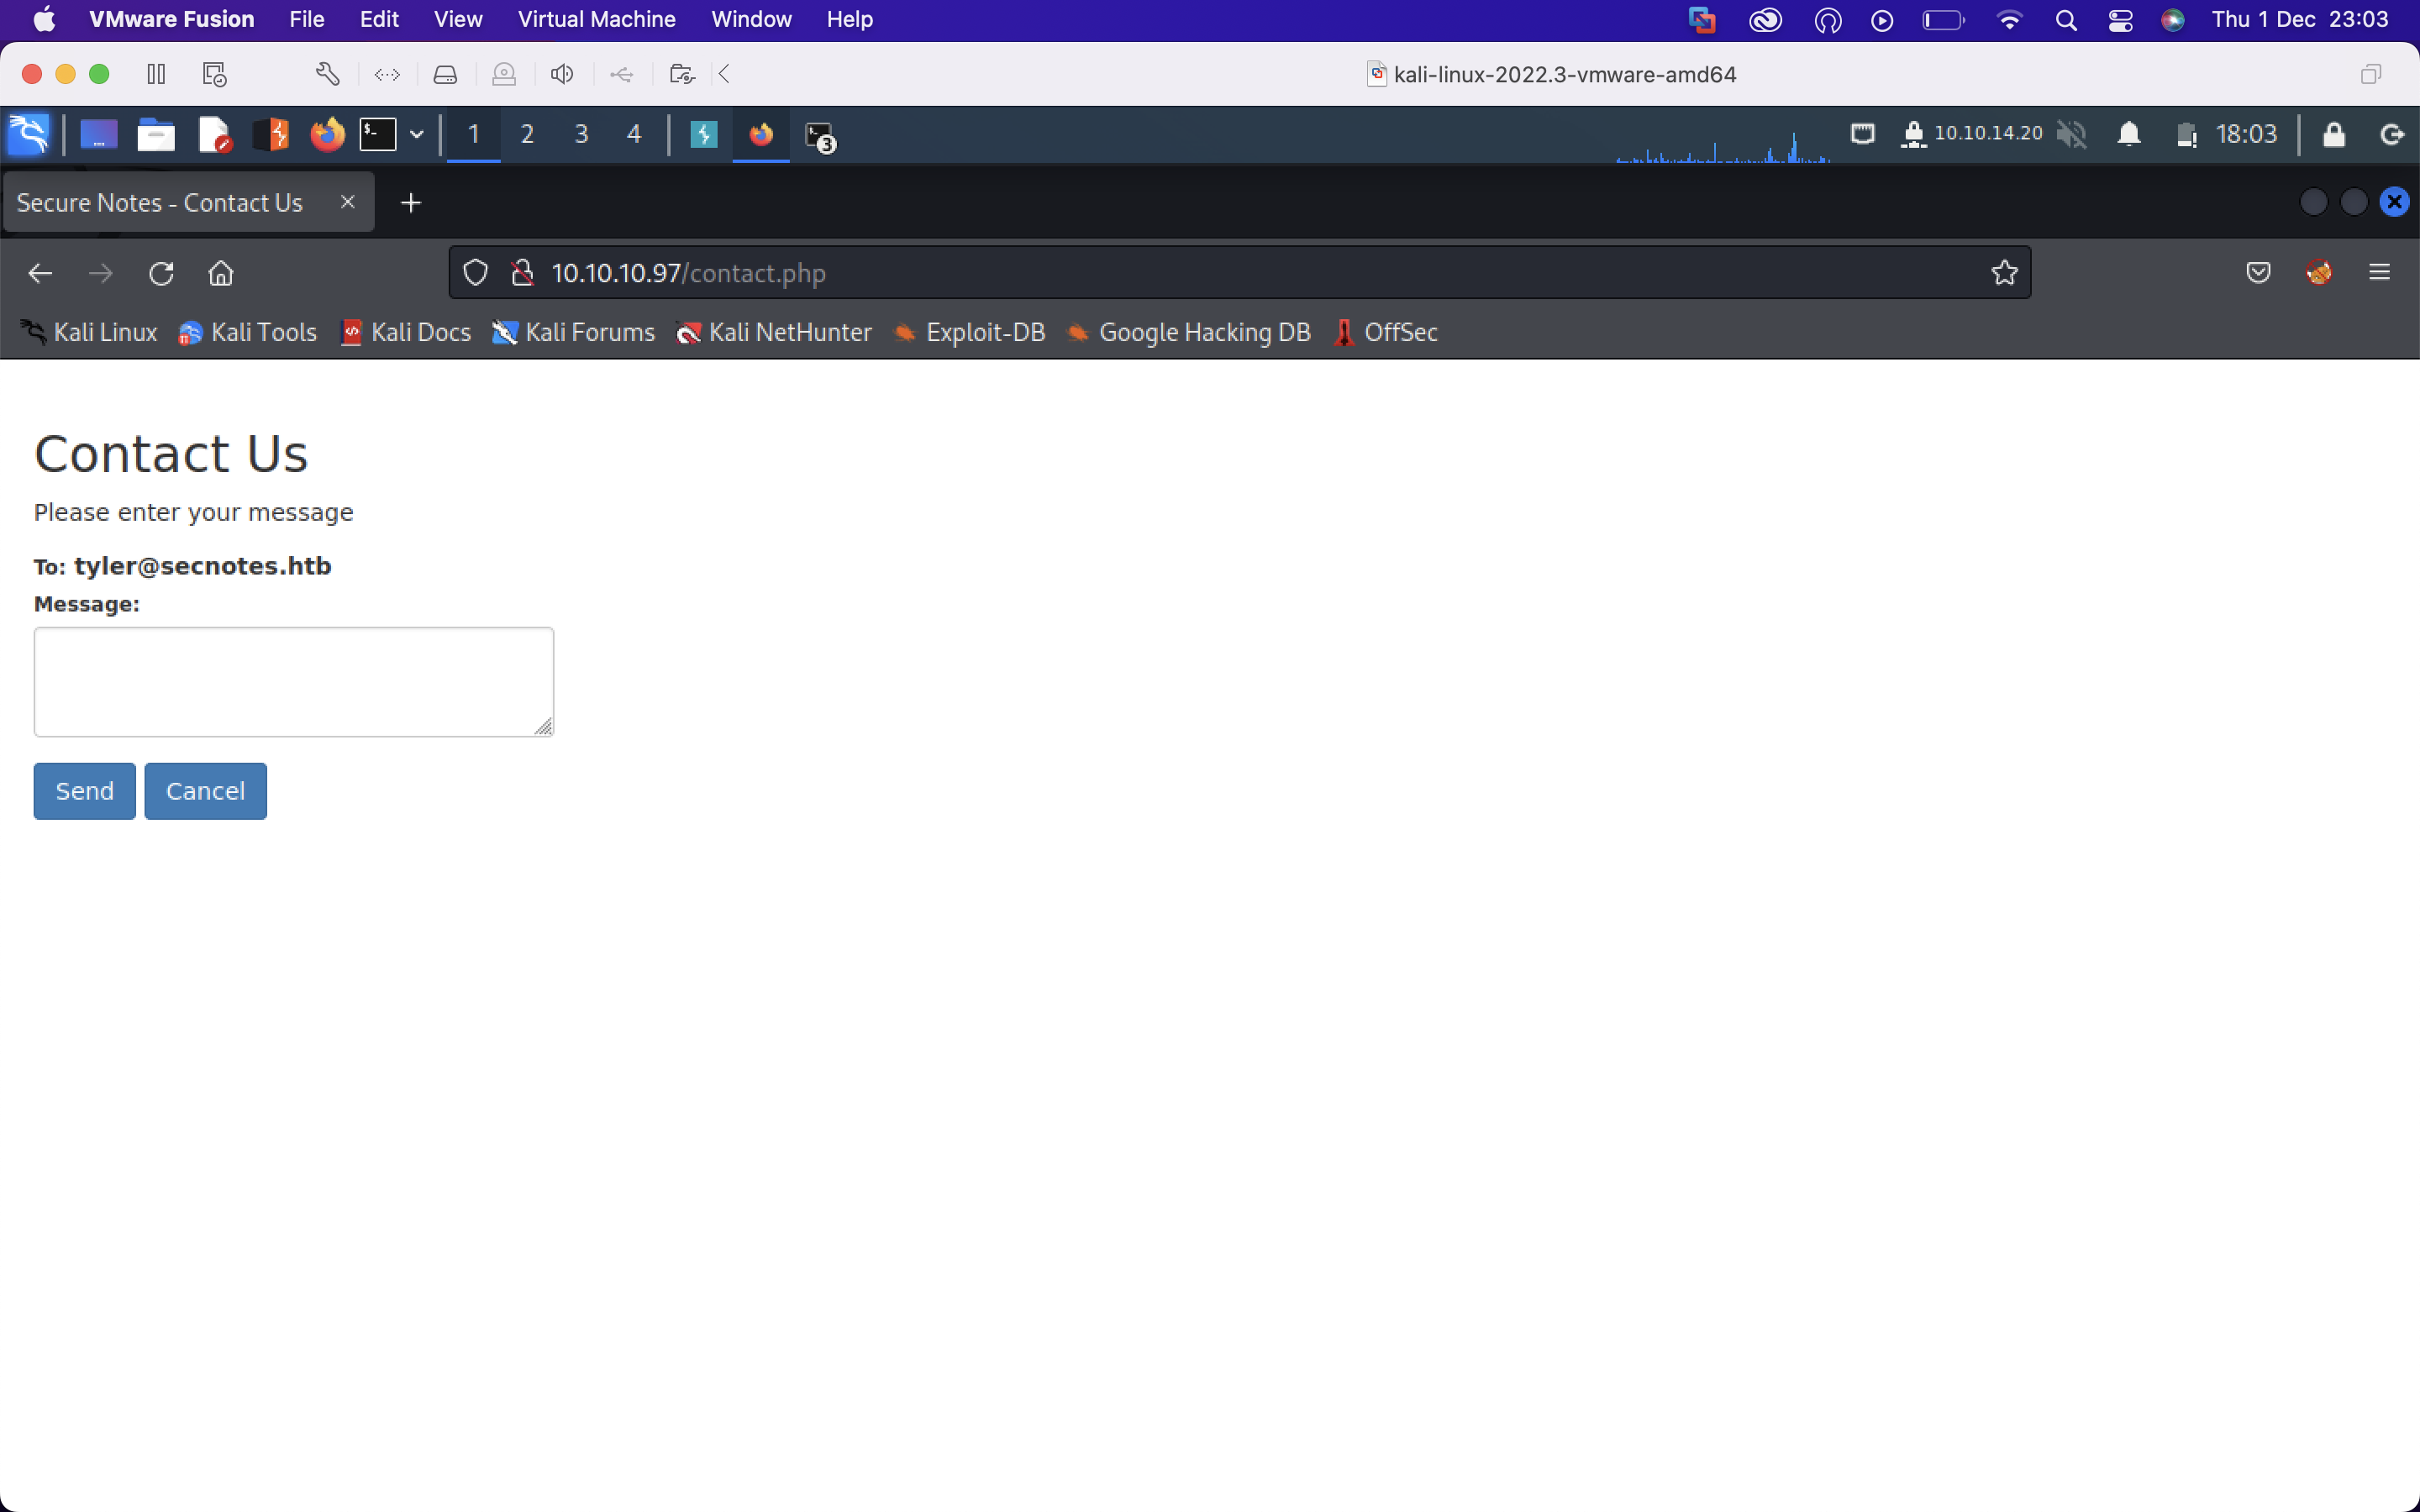 VMware Fusion File Edit View Virtual Machine Window Help Thu 1 Dec 23:03
kali-linux-2022.3-vmware-amd64
1 2 3 4 3 10.10.14.20 18:03
Secure Notes - Contact Us
10.10.10.97/contact.php
Kali Linux Kali Tools Kali Docs Kali Forums Kali NetHunter Exploit-DB Google Hacking DB OffSec
Contact Us
Please enter your message
To: tyler@secnotes.htb
Message:
Send Cancel